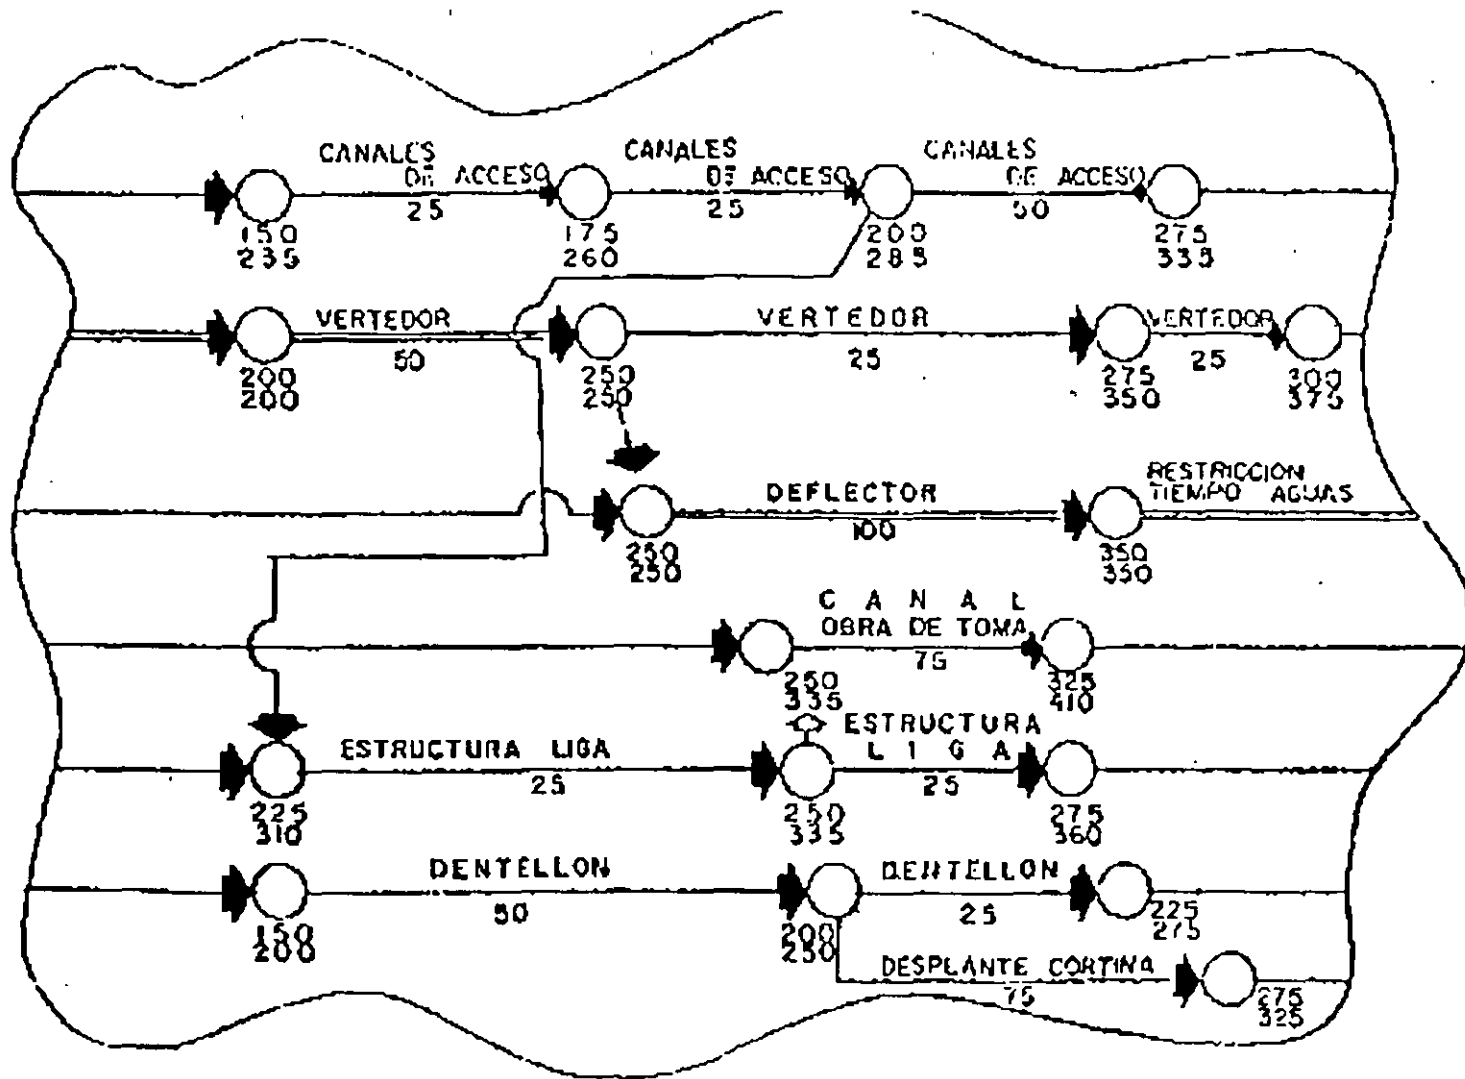 CANALES
DE ACCESO
25
CANALES
DE ACCESO
25
CANALES
DE ACCESO
50
150
235
175
260
200
285
275
335
VERTEDOR
50
VERTEDOR
25
VERTEDOR
25
200
200
250
250
275
350
300
375
DEFLECTOR
100
RESTRICCION
TIEMPO AGUAS
250
250
350
350
CANAL
OBRA DE TOMA
75
250
335
325
410
ESTRUCTURA LIGA
25
ESTRUCTURA
LIGA
25
225
310
250
335
275
360
DENTELLON
50
DENTELLON
25
150
200
200
250
225
275
DESPLANTE CORTINA
75
275
325